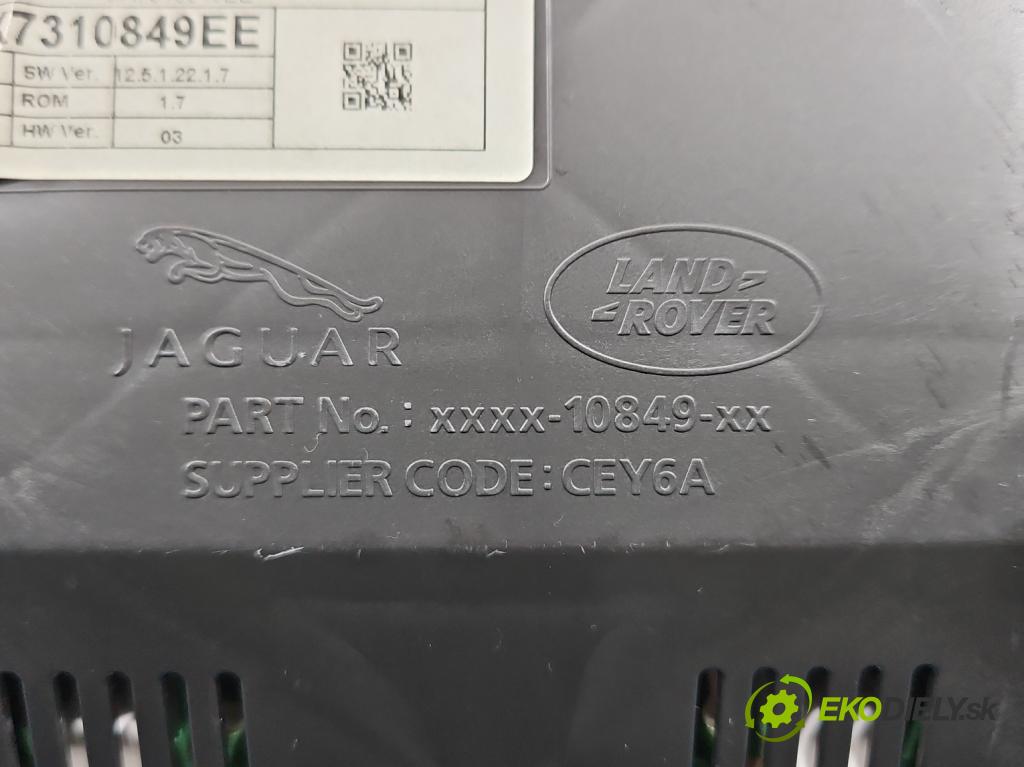 7310849EE
SW Ver. 12.5.1.22.1.7
ROM 1.7
HW Ver. 03
LAND
ROVER
JAGUAR
PART No.: xxxx-10849-xx
SUPPLIER CODE: CEY6A
EKODIELY.sk